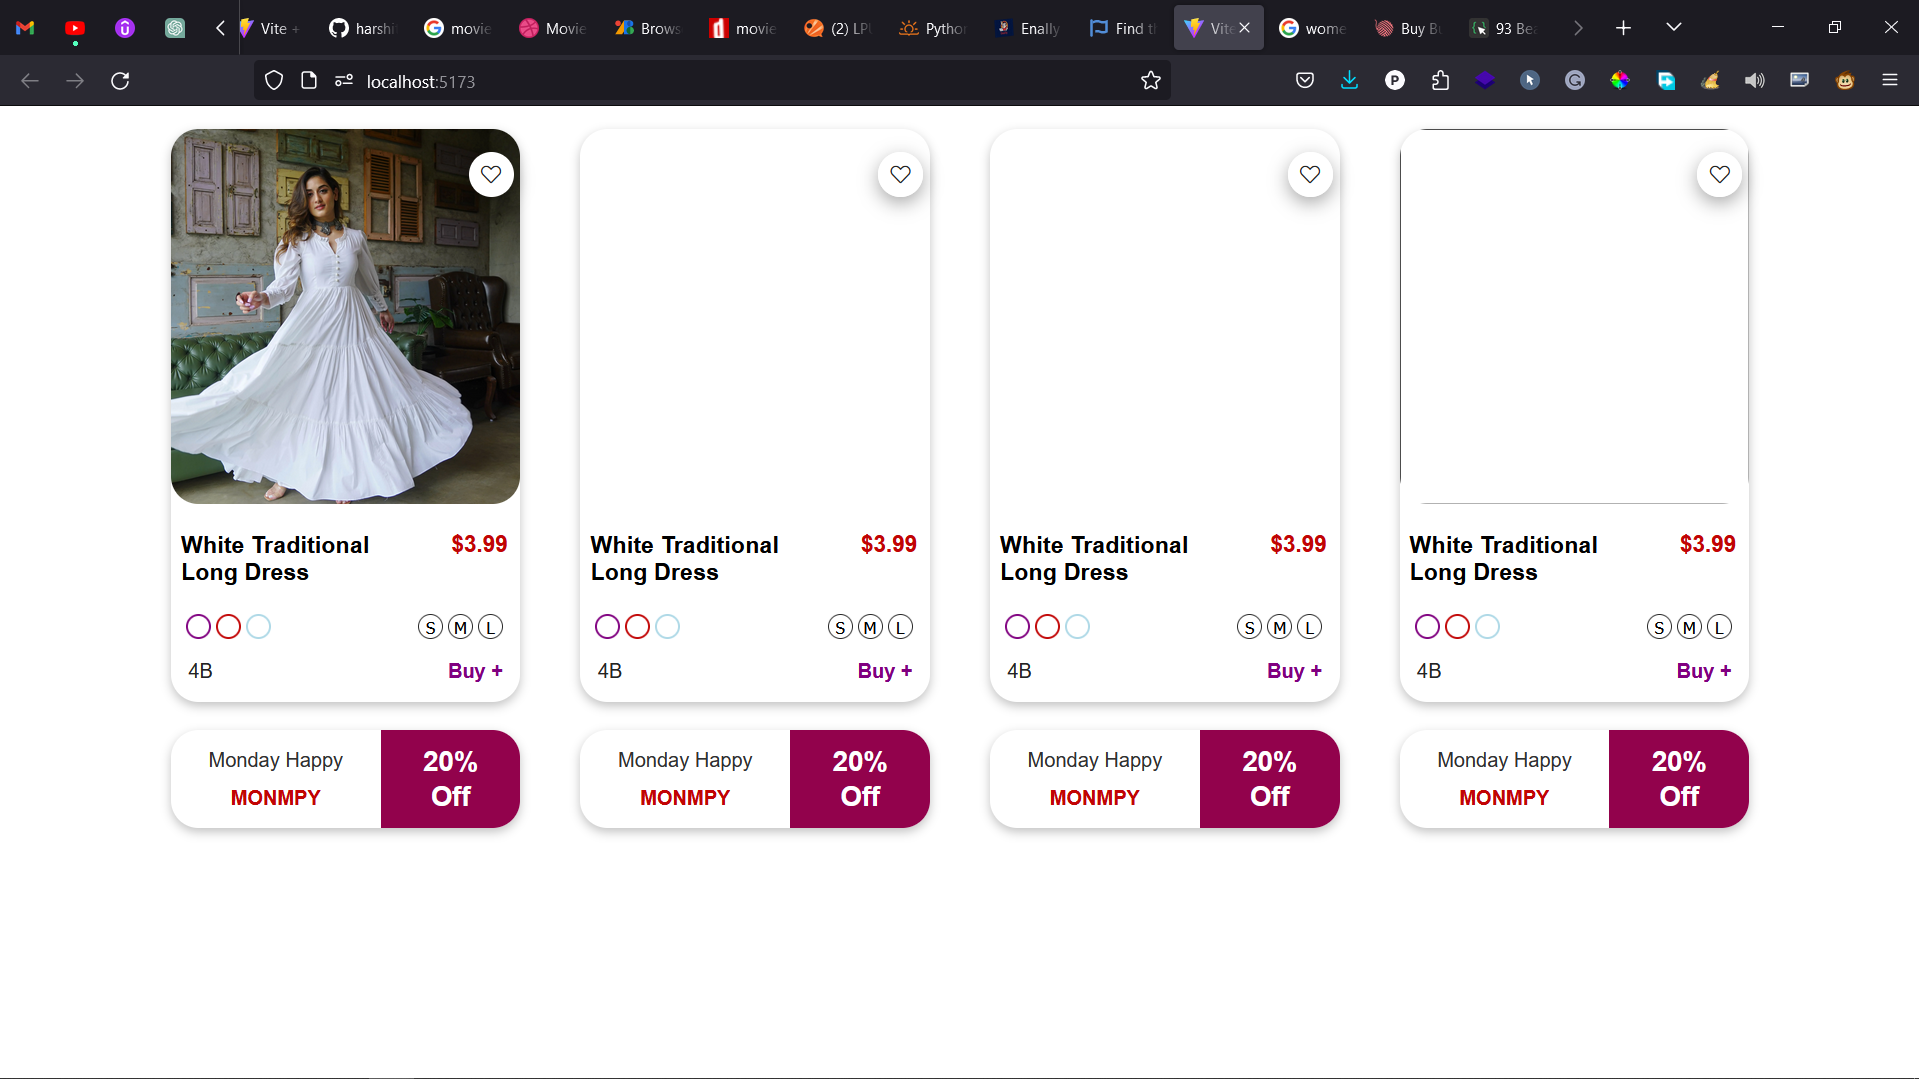 Vite +
harshi
movie
Movie
Brows
movie
(2) LP
Python
Enally
Find t
Vite
wome
Buy B
93 Bea
localhost:5173
White Traditional $3.99
Long Dress
S M L
4B Buy +
White Traditional $3.99
Long Dress
S M L
4B Buy +
White Traditional $3.99
Long Dress
S M L
4B Buy +
White Traditional $3.99
Long Dress
S M L
4B Buy +
Monday Happy
MONMPY
20%
Off
Monday Happy
MONMPY
20%
Off
Monday Happy
MONMPY
20%
Off
Monday Happy
MONMPY
20%
Off